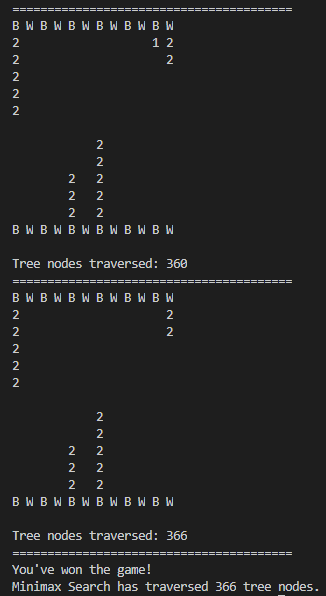 ========================================
B W B W B W B W B W B W
2                   1 2
2                     2
2
2
2
            2
            2
        2   2
        2   2
        2   2
B W B W B W B W B W B W
Tree nodes traversed: 360
========================================
B W B W B W B W B W B W
2                     2
2                     2
2
2
2
            2
            2
        2   2
        2   2
        2   2
B W B W B W B W B W B W
Tree nodes traversed: 366
========================================
You've won the game!
Minimax Search has traversed 366 tree nodes.